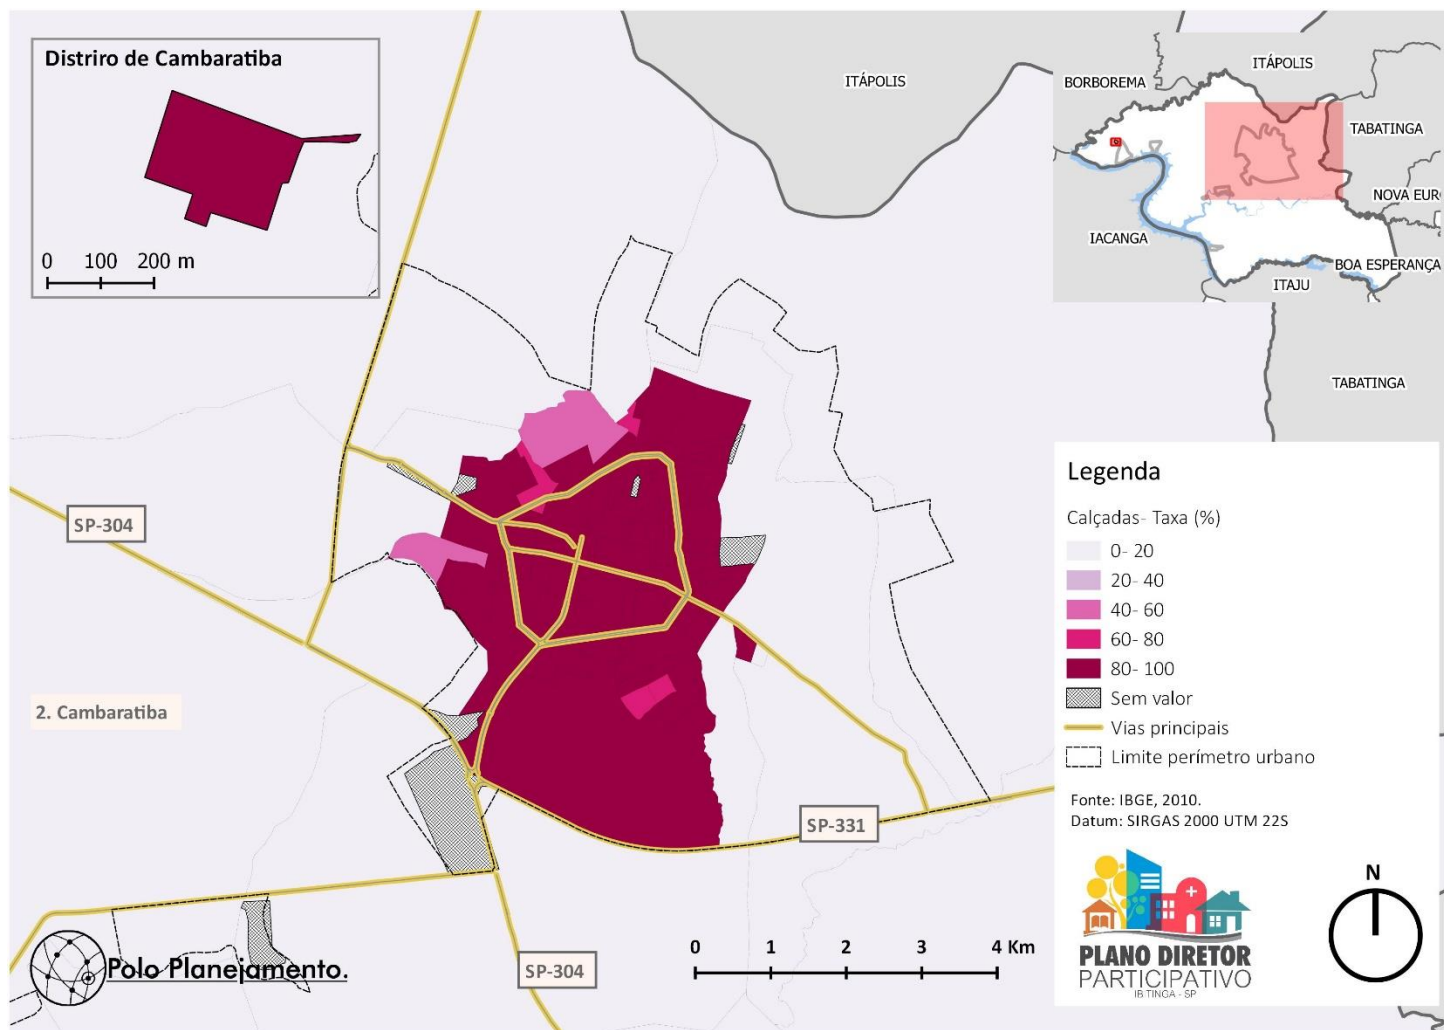 Distriro de Cambaratiba
0 100 200 m
ITÁPOLIS
BORBOREMA
ITÁPOLIS
TABATINGA
NOVA EUR
IACANGA
BOA ESPERANÇA
ITAJU
TABATINGA
SP-304
2. Cambaratiba
SP-331
SP-304
Legenda
Calçadas- Taxa (%)
0- 20
20- 40
40- 60
60- 80
80- 100
Sem valor
Vias principais
Limite perímetro urbano
Fonte: IBGE, 2010.
Datum: SIRGAS 2000 UTM 22S
PLANO DIRETOR
PARTICIPATIVO
IBITINGA - SP
N
0 1 2 3 4 Km
Polo Planejamento.